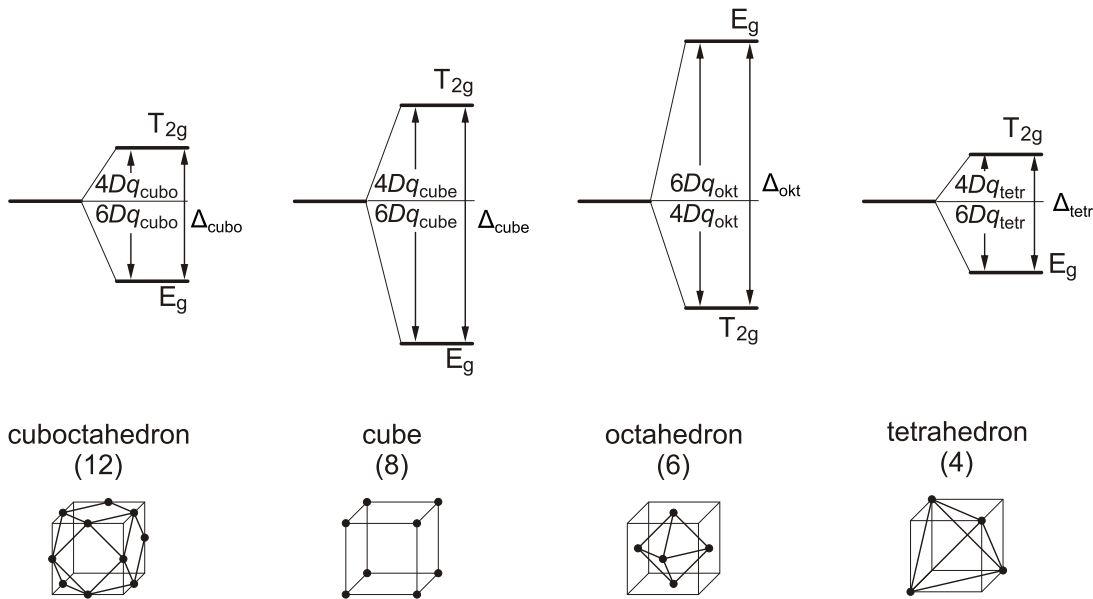 T2g
4Dqcubo
6Dqcubo
Δcubo
Eg
T2g
4Dqcube
6Dqcube
Δcube
Eg
Eg
6Dqokt
4Dqokt
Δokt
T2g
T2g
4Dqtetr
6Dqtetr
Δtetr
Eg
cuboctahedron
(12)
cube
(8)
octahedron
(6)
tetrahedron
(4)